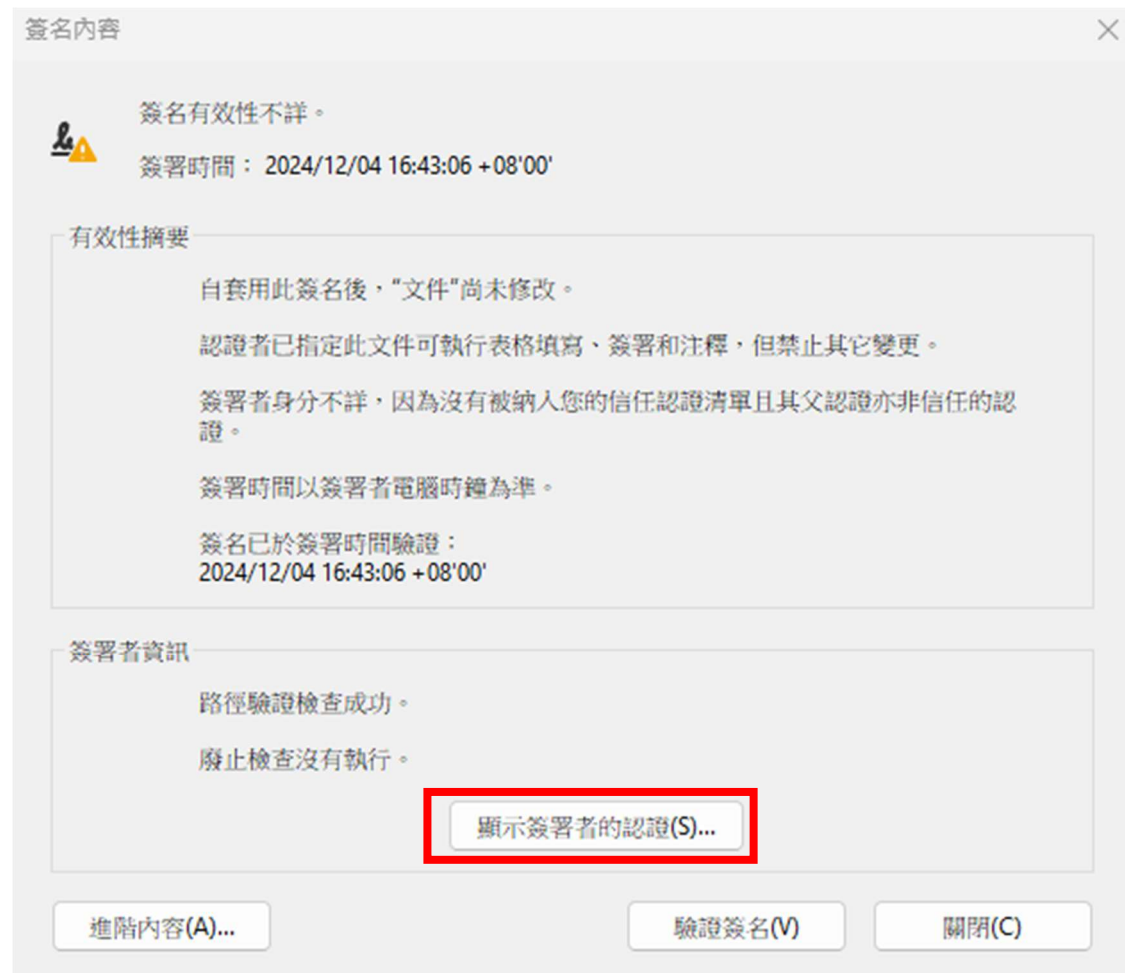 簽名內容
簽名有效性不詳。
簽署時間： 2024/12/04 16:43:06 +08'00'
有效性摘要
自套用此簽名後，“文件”尚未修改。
認證者已指定此文件可執行表格填寫、簽署和注釋，但禁止其它變更。
簽署者身分不詳，因為沒有被納入您的信任認證清單且其父認證亦非信任的認
證。
簽署時間以簽署者電腦時鐘為準。
簽名已於簽署時間驗證：
2024/12/04 16:43:06 +08'00'
簽署者資訊
路徑驗證檢查成功。
廢止檢查沒有執行。
顯示簽署者的認證(S)...
進階內容(A)...
驗證簽名(V)
關閉(C)